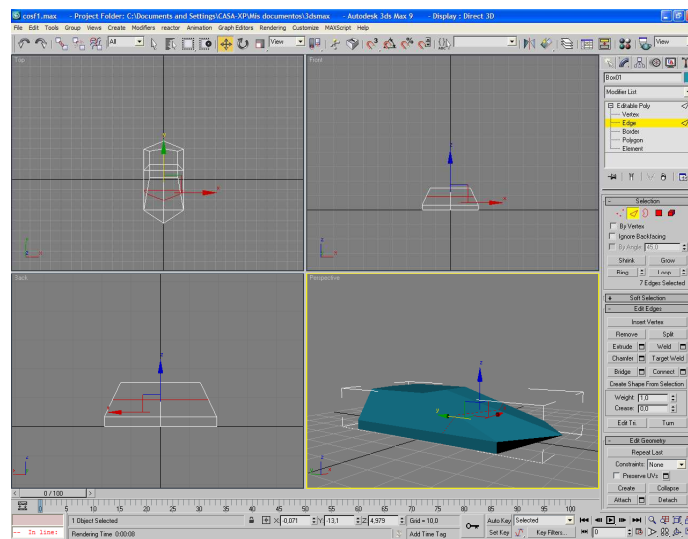 cosf1.max - Project Folder: C:\Documents and Settings\CASA-XP\Mis documentos\3dsmax - Autodesk 3ds Max 9 - Display : Direct 3D
File Edit Tools Group Views Create Modifiers reactor Animation Graph Editors Rendering Customize MAXScript Help
All View View
Top
Front
Back
Perspective
Box01
Modifier List
Editable Poly
Vertex
Edge
Border
Polygon
Element
Selection
By Vertex
Ignore Backfacing
By Angle: 45,0
Shrink Grow
Ring Loop
7 Edges Selected
Soft Selection
Edit Edges
Insert Vertex
Remove Split
Extrude Weld
Chamfer Target Weld
Bridge Connect
Create Shape From Selection
Weight: 1,0
Crease: 0,0
Edit Tri. Turn
Edit Geometry
Repeat Last
Constraints: None
Preserve UVs
Create Collapse
Attach Detach
0 / 100
0 5 10 15 20 25 30 35 40 45 50 55 60 65 70 75 80 85 90 95 100
1 Object Selected X: -0,071 Y: -13,1 Z: 4,979 Grid = 10,0 Auto Key Selected
-- In line: Rendering Time 0:00:08 Add Time Tag Set Key Key Filters... 0